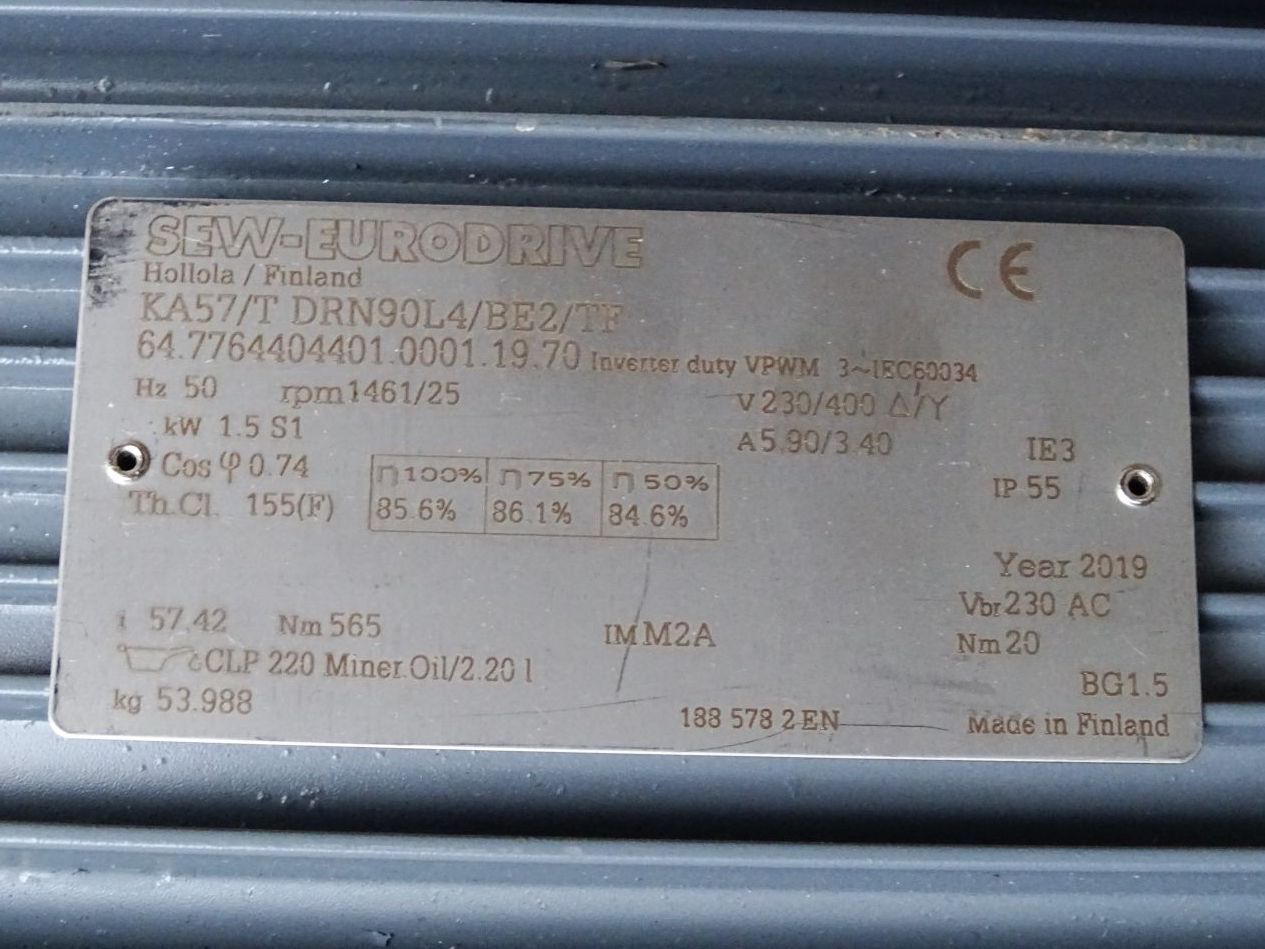 SEW-EURODRIVE
CE
Hollola / Finland
KA57/T DRN90L4/BE2/TF
64.7764404401.0001.19.70 Inverter duty VPWM 3~IEC60034
Hz 50 rpm 1461/25 V 230/400 Δ/Y
kW 1.5 S1 A 5.90/3.40 IE3
Cos φ 0.74 η 100% η 75% η 50% IP 55
Th.Cl. 155(F) 85.6% 86.1% 84.6%
Year 2019
i 57.42 Nm 565 IM M2A Vbr 230 AC
CLP 220 Miner.Oil/2.20 l Nm 20
kg 53.988 BG1.5
188 578 2 EN Made in Finland